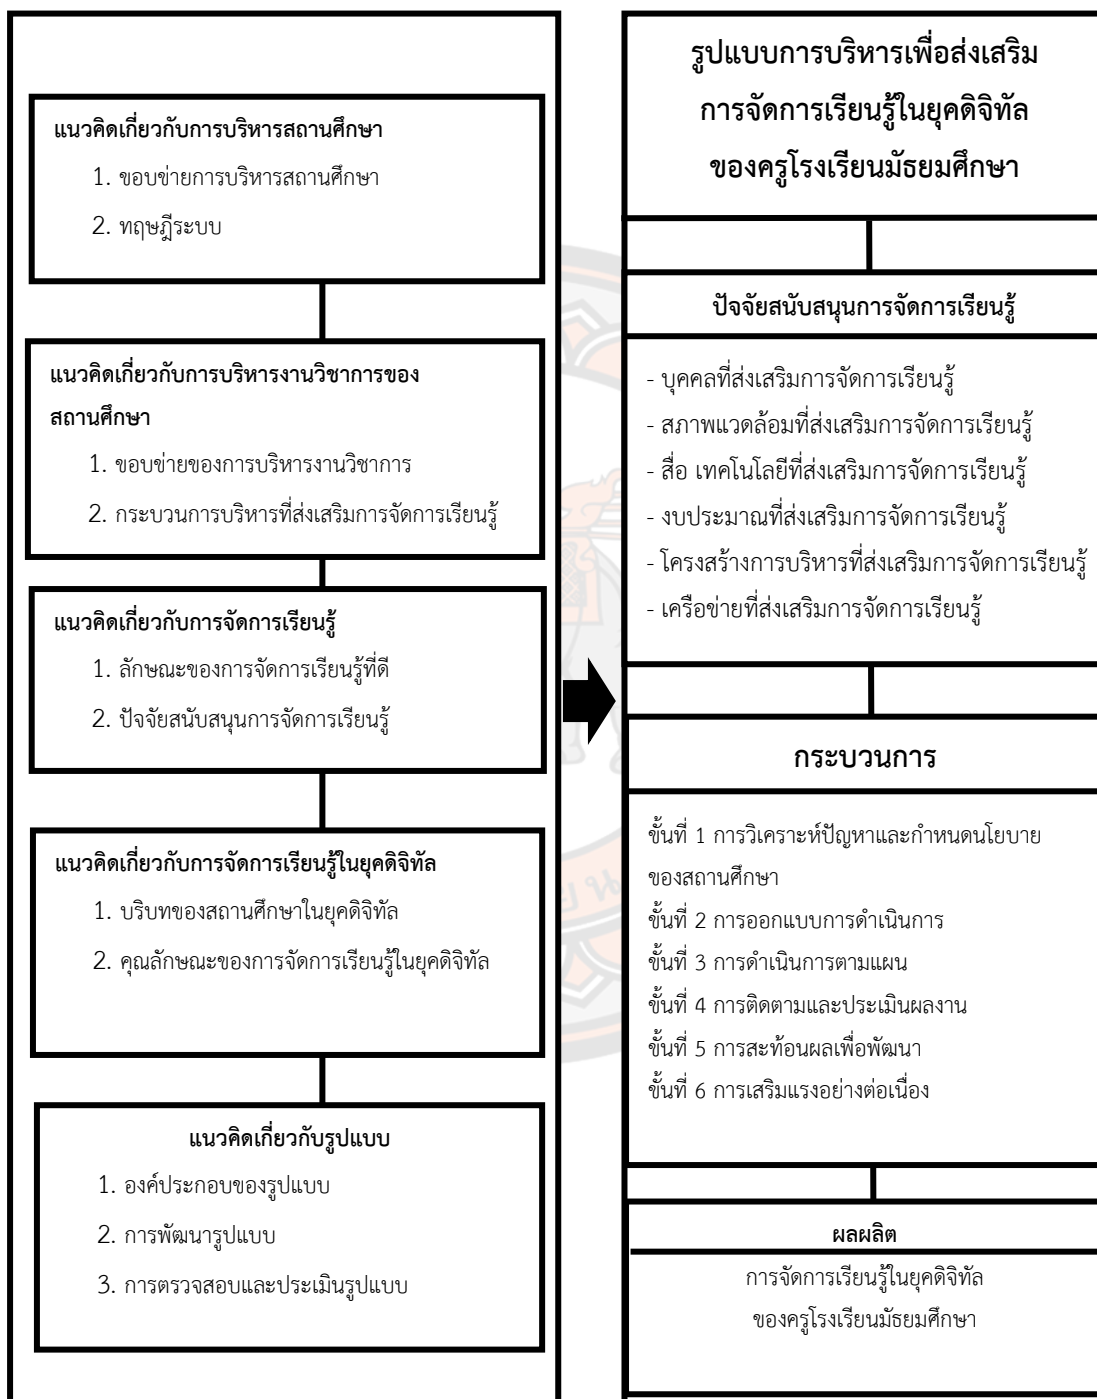 แนวคิดเกี่ยวกับการบริหารสถานศึกษา
1. ขอบข่ายการบริหารสถานศึกษา
2. ทฤษฎีระบบ
แนวคิดเกี่ยวกับการบริหารงานวิชาการของ
สถานศึกษา
1. ขอบข่ายของการบริหารงานวิชาการ
2. กระบวนการบริหารที่ส่งเสริมการจัดการเรียนรู้
แนวคิดเกี่ยวกับการจัดการเรียนรู้
1. ลักษณะของการจัดการเรียนรู้ที่ดี
2. ปัจจัยสนับสนุนการจัดการเรียนรู้
แนวคิดเกี่ยวกับการจัดการเรียนรู้ในยุคดิจิทัล
1. บริบทของสถานศึกษาในยุคดิจิทัล
2. คุณลักษณะของการจัดการเรียนรู้ในยุคดิจิทัล
แนวคิดเกี่ยวกับรูปแบบ
1. องค์ประกอบของรูปแบบ
2. การพัฒนารูปแบบ
3. การตรวจสอบและประเมินรูปแบบ
รูปแบบการบริหารเพื่อส่งเสริม
การจัดการเรียนรู้ในยุคดิจิทัล
ของครูโรงเรียนมัธยมศึกษา
ปัจจัยสนับสนุนการจัดการเรียนรู้
- บุคคลที่ส่งเสริมการจัดการเรียนรู้
- สภาพแวดล้อมที่ส่งเสริมการจัดการเรียนรู้
- สื่อ เทคโนโลยีที่ส่งเสริมการจัดการเรียนรู้
- งบประมาณที่ส่งเสริมการจัดการเรียนรู้
- โครงสร้างการบริหารที่ส่งเสริมการจัดการเรียนรู้
- เครือข่ายที่ส่งเสริมการจัดการเรียนรู้
กระบวนการ
ขั้นที่ 1 การวิเคราะห์ปัญหาและกำหนดนโยบาย
ของสถานศึกษา
ขั้นที่ 2 การออกแบบการดำเนินการ
ขั้นที่ 3 การดำเนินการตามแผน
ขั้นที่ 4 การติดตามและประเมินผลงาน
ขั้นที่ 5 การสะท้อนผลเพื่อพัฒนา
ขั้นที่ 6 การเสริมแรงอย่างต่อเนื่อง
ผลผลิต
การจัดการเรียนรู้ในยุคดิจิทัล
ของครูโรงเรียนมัธยมศึกษา